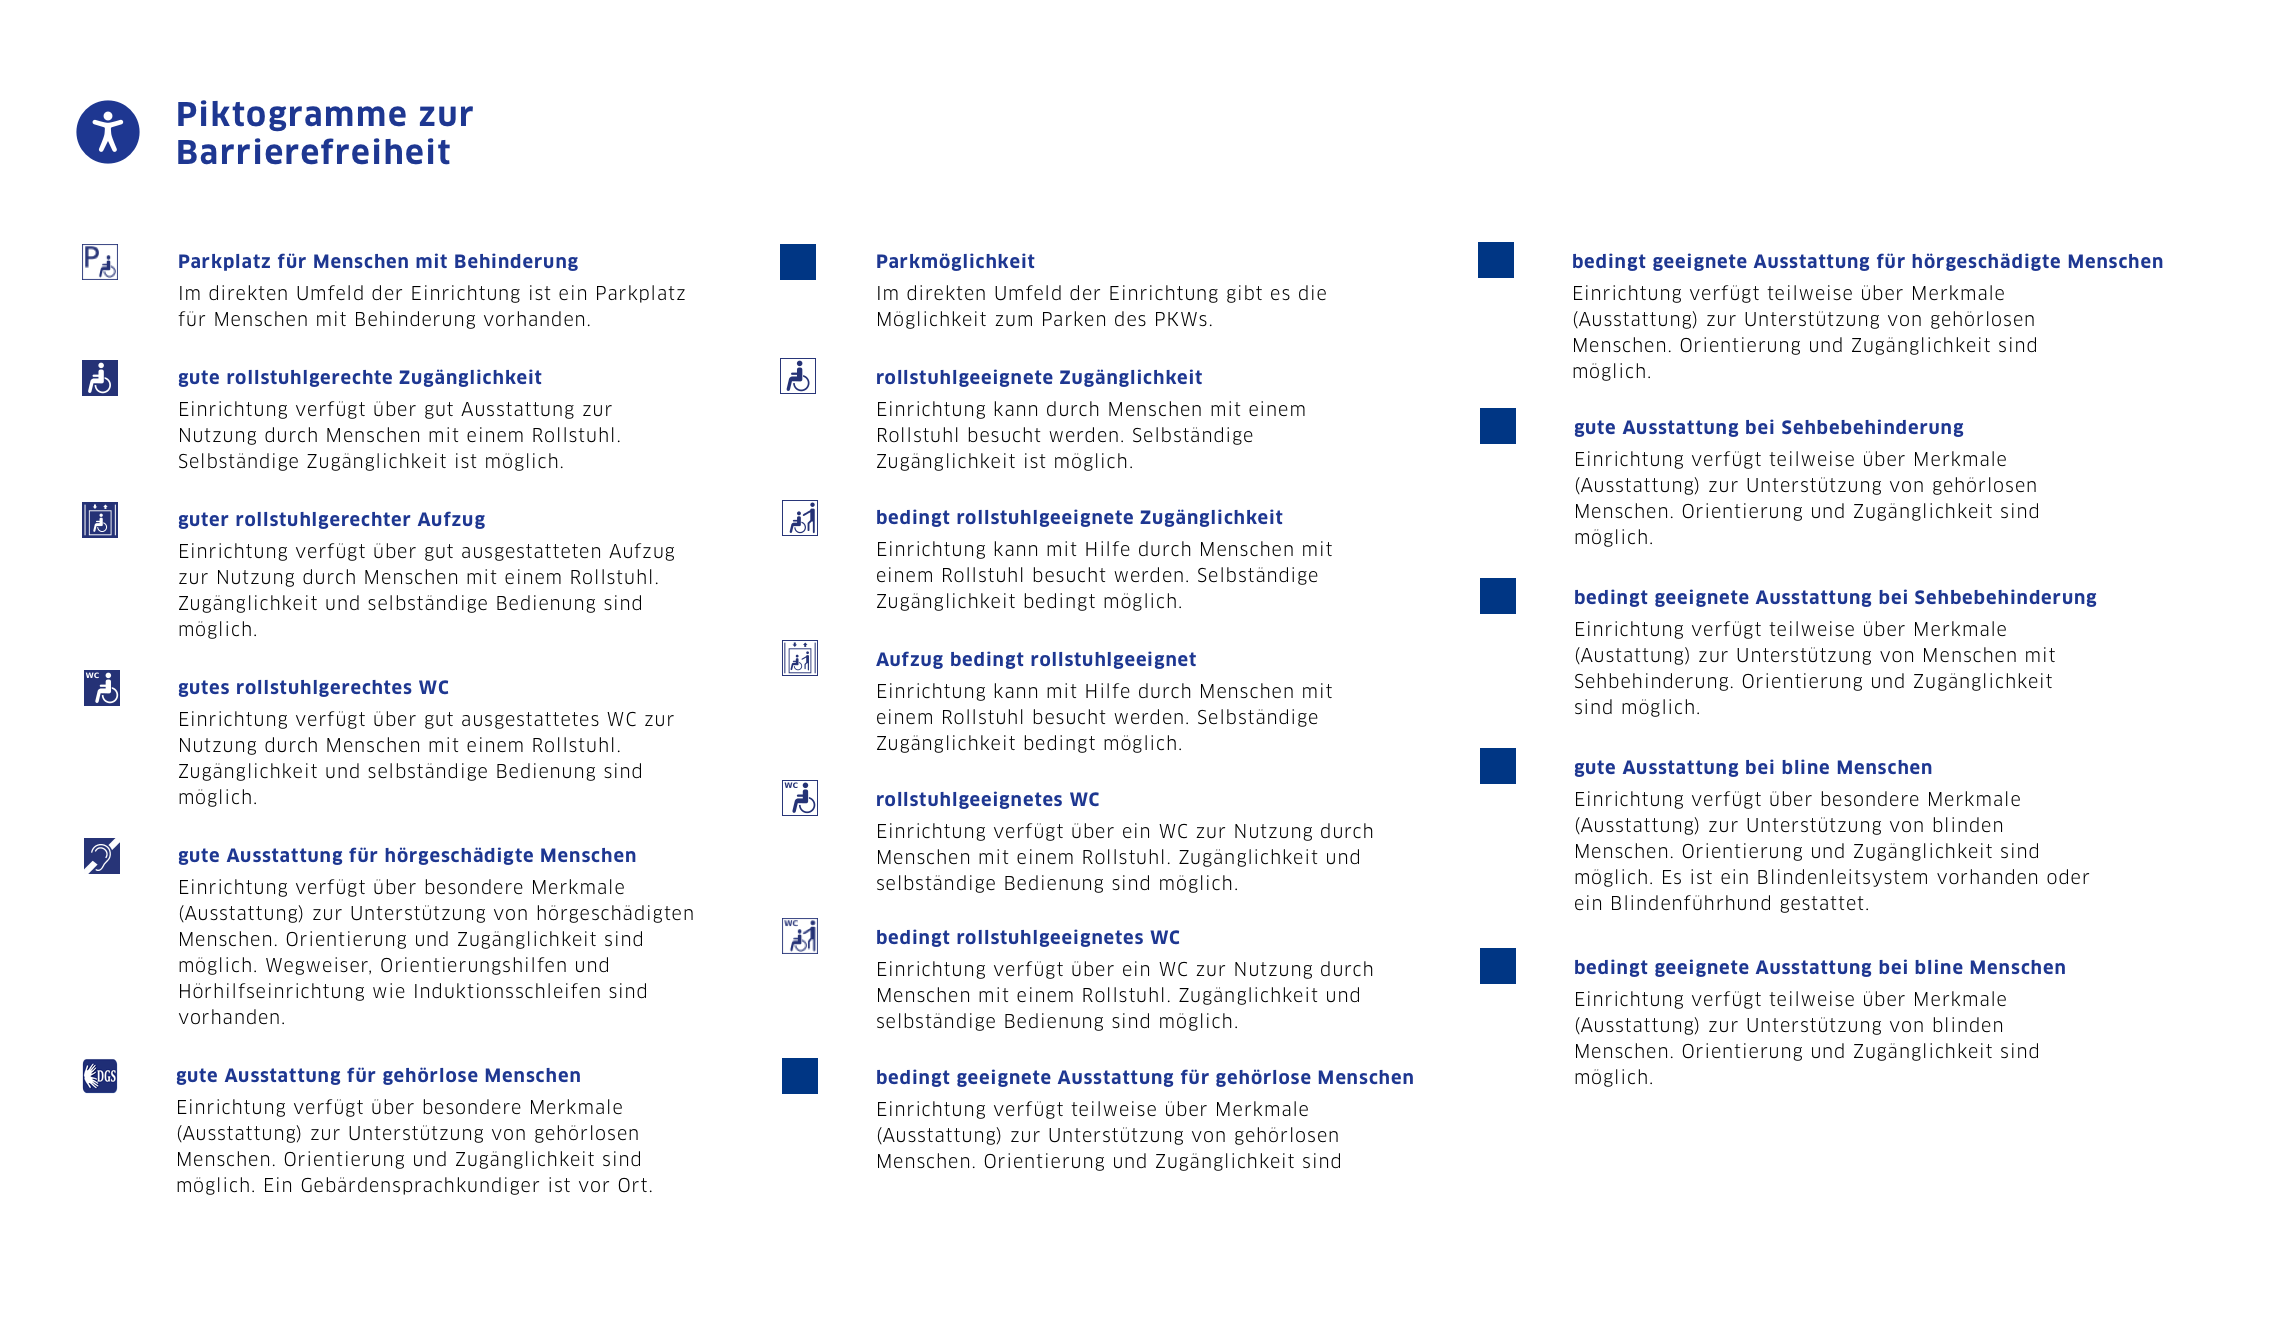 Piktogramme zur
Barrierefreiheit
P
Parkplatz für Menschen mit Behinderung
Im direkten Umfeld der Einrichtung ist ein Parkplatz
für Menschen mit Behinderung vorhanden.
gute rollstuhlgerechte Zugänglichkeit
Einrichtung verfügt über gut Ausstattung zur
Nutzung durch Menschen mit einem Rollstuhl.
Selbständige Zugänglichkeit ist möglich.
guter rollstuhlgerechter Aufzug
Einrichtung verfügt über gut ausgestatteten Aufzug
zur Nutzung durch Menschen mit einem Rollstuhl.
Zugänglichkeit und selbständige Bedienung sind
möglich.
WC
gutes rollstuhlgerechtes WC
Einrichtung verfügt über gut ausgestattetes WC zur
Nutzung durch Menschen mit einem Rollstuhl.
Zugänglichkeit und selbständige Bedienung sind
möglich.
gute Ausstattung für hörgeschädigte Menschen
Einrichtung verfügt über besondere Merkmale
(Ausstattung) zur Unterstützung von hörgeschädigten
Menschen. Orientierung und Zugänglichkeit sind
möglich. Wegweiser, Orientierungshilfen und
Hörhilfseinrichtung wie Induktionsschleifen sind
vorhanden.
DGS
gute Ausstattung für gehörlose Menschen
Einrichtung verfügt über besondere Merkmale
(Ausstattung) zur Unterstützung von gehörlosen
Menschen. Orientierung und Zugänglichkeit sind
möglich. Ein Gebärdensprachkundiger ist vor Ort.
Parkmöglichkeit
Im direkten Umfeld der Einrichtung gibt es die
Möglichkeit zum Parken des PKWs.
rollstuhlgeeignete Zugänglichkeit
Einrichtung kann durch Menschen mit einem
Rollstuhl besucht werden. Selbständige
Zugänglichkeit ist möglich.
bedingt rollstuhlgeeignete Zugänglichkeit
Einrichtung kann mit Hilfe durch Menschen mit
einem Rollstuhl besucht werden. Selbständige
Zugänglichkeit bedingt möglich.
Aufzug bedingt rollstuhlgeeignet
Einrichtung kann mit Hilfe durch Menschen mit
einem Rollstuhl besucht werden. Selbständige
Zugänglichkeit bedingt möglich.
WC
rollstuhlgeeignetes WC
Einrichtung verfügt über ein WC zur Nutzung durch
Menschen mit einem Rollstuhl. Zugänglichkeit und
selbständige Bedienung sind möglich.
WC
bedingt rollstuhlgeeignetes WC
Einrichtung verfügt über ein WC zur Nutzung durch
Menschen mit einem Rollstuhl. Zugänglichkeit und
selbständige Bedienung sind möglich.
bedingt geeignete Ausstattung für gehörlose Menschen
Einrichtung verfügt teilweise über Merkmale
(Ausstattung) zur Unterstützung von gehörlosen
Menschen. Orientierung und Zugänglichkeit sind
bedingt geeignete Ausstattung für hörgeschädigte Menschen
Einrichtung verfügt teilweise über Merkmale
(Ausstattung) zur Unterstützung von gehörlosen
Menschen. Orientierung und Zugänglichkeit sind
möglich.
gute Ausstattung bei Sehbebehinderung
Einrichtung verfügt teilweise über Merkmale
(Ausstattung) zur Unterstützung von gehörlosen
Menschen. Orientierung und Zugänglichkeit sind
möglich.
bedingt geeignete Ausstattung bei Sehbebehinderung
Einrichtung verfügt teilweise über Merkmale
(Austattung) zur Unterstützung von Menschen mit
Sehbehinderung. Orientierung und Zugänglichkeit
sind möglich.
gute Ausstattung bei bline Menschen
Einrichtung verfügt über besondere Merkmale
(Ausstattung) zur Unterstützung von blinden
Menschen. Orientierung und Zugänglichkeit sind
möglich. Es ist ein Blindenleitsystem vorhanden oder
ein Blindenführhund gestattet.
bedingt geeignete Ausstattung bei bline Menschen
Einrichtung verfügt teilweise über Merkmale
(Ausstattung) zur Unterstützung von blinden
Menschen. Orientierung und Zugänglichkeit sind
möglich.